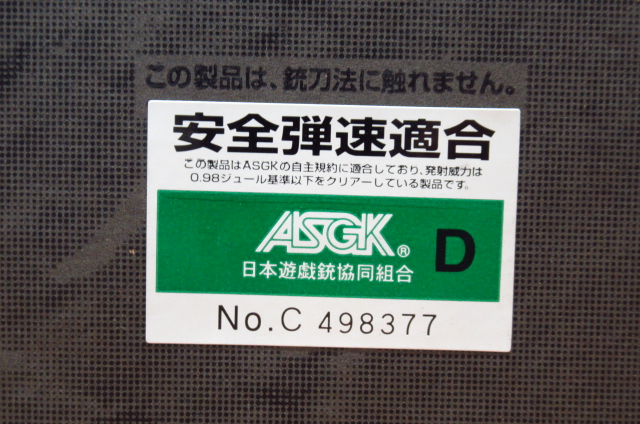 この製品は、銃刀法に触れません。
安全弾速適合
この製品はASGKの自主規約に適合しており、発射威力は
0.98ジュール基準以下をクリアーしている製品です。
ASGK® D
日本遊戯銃協同組合
No.C 498377